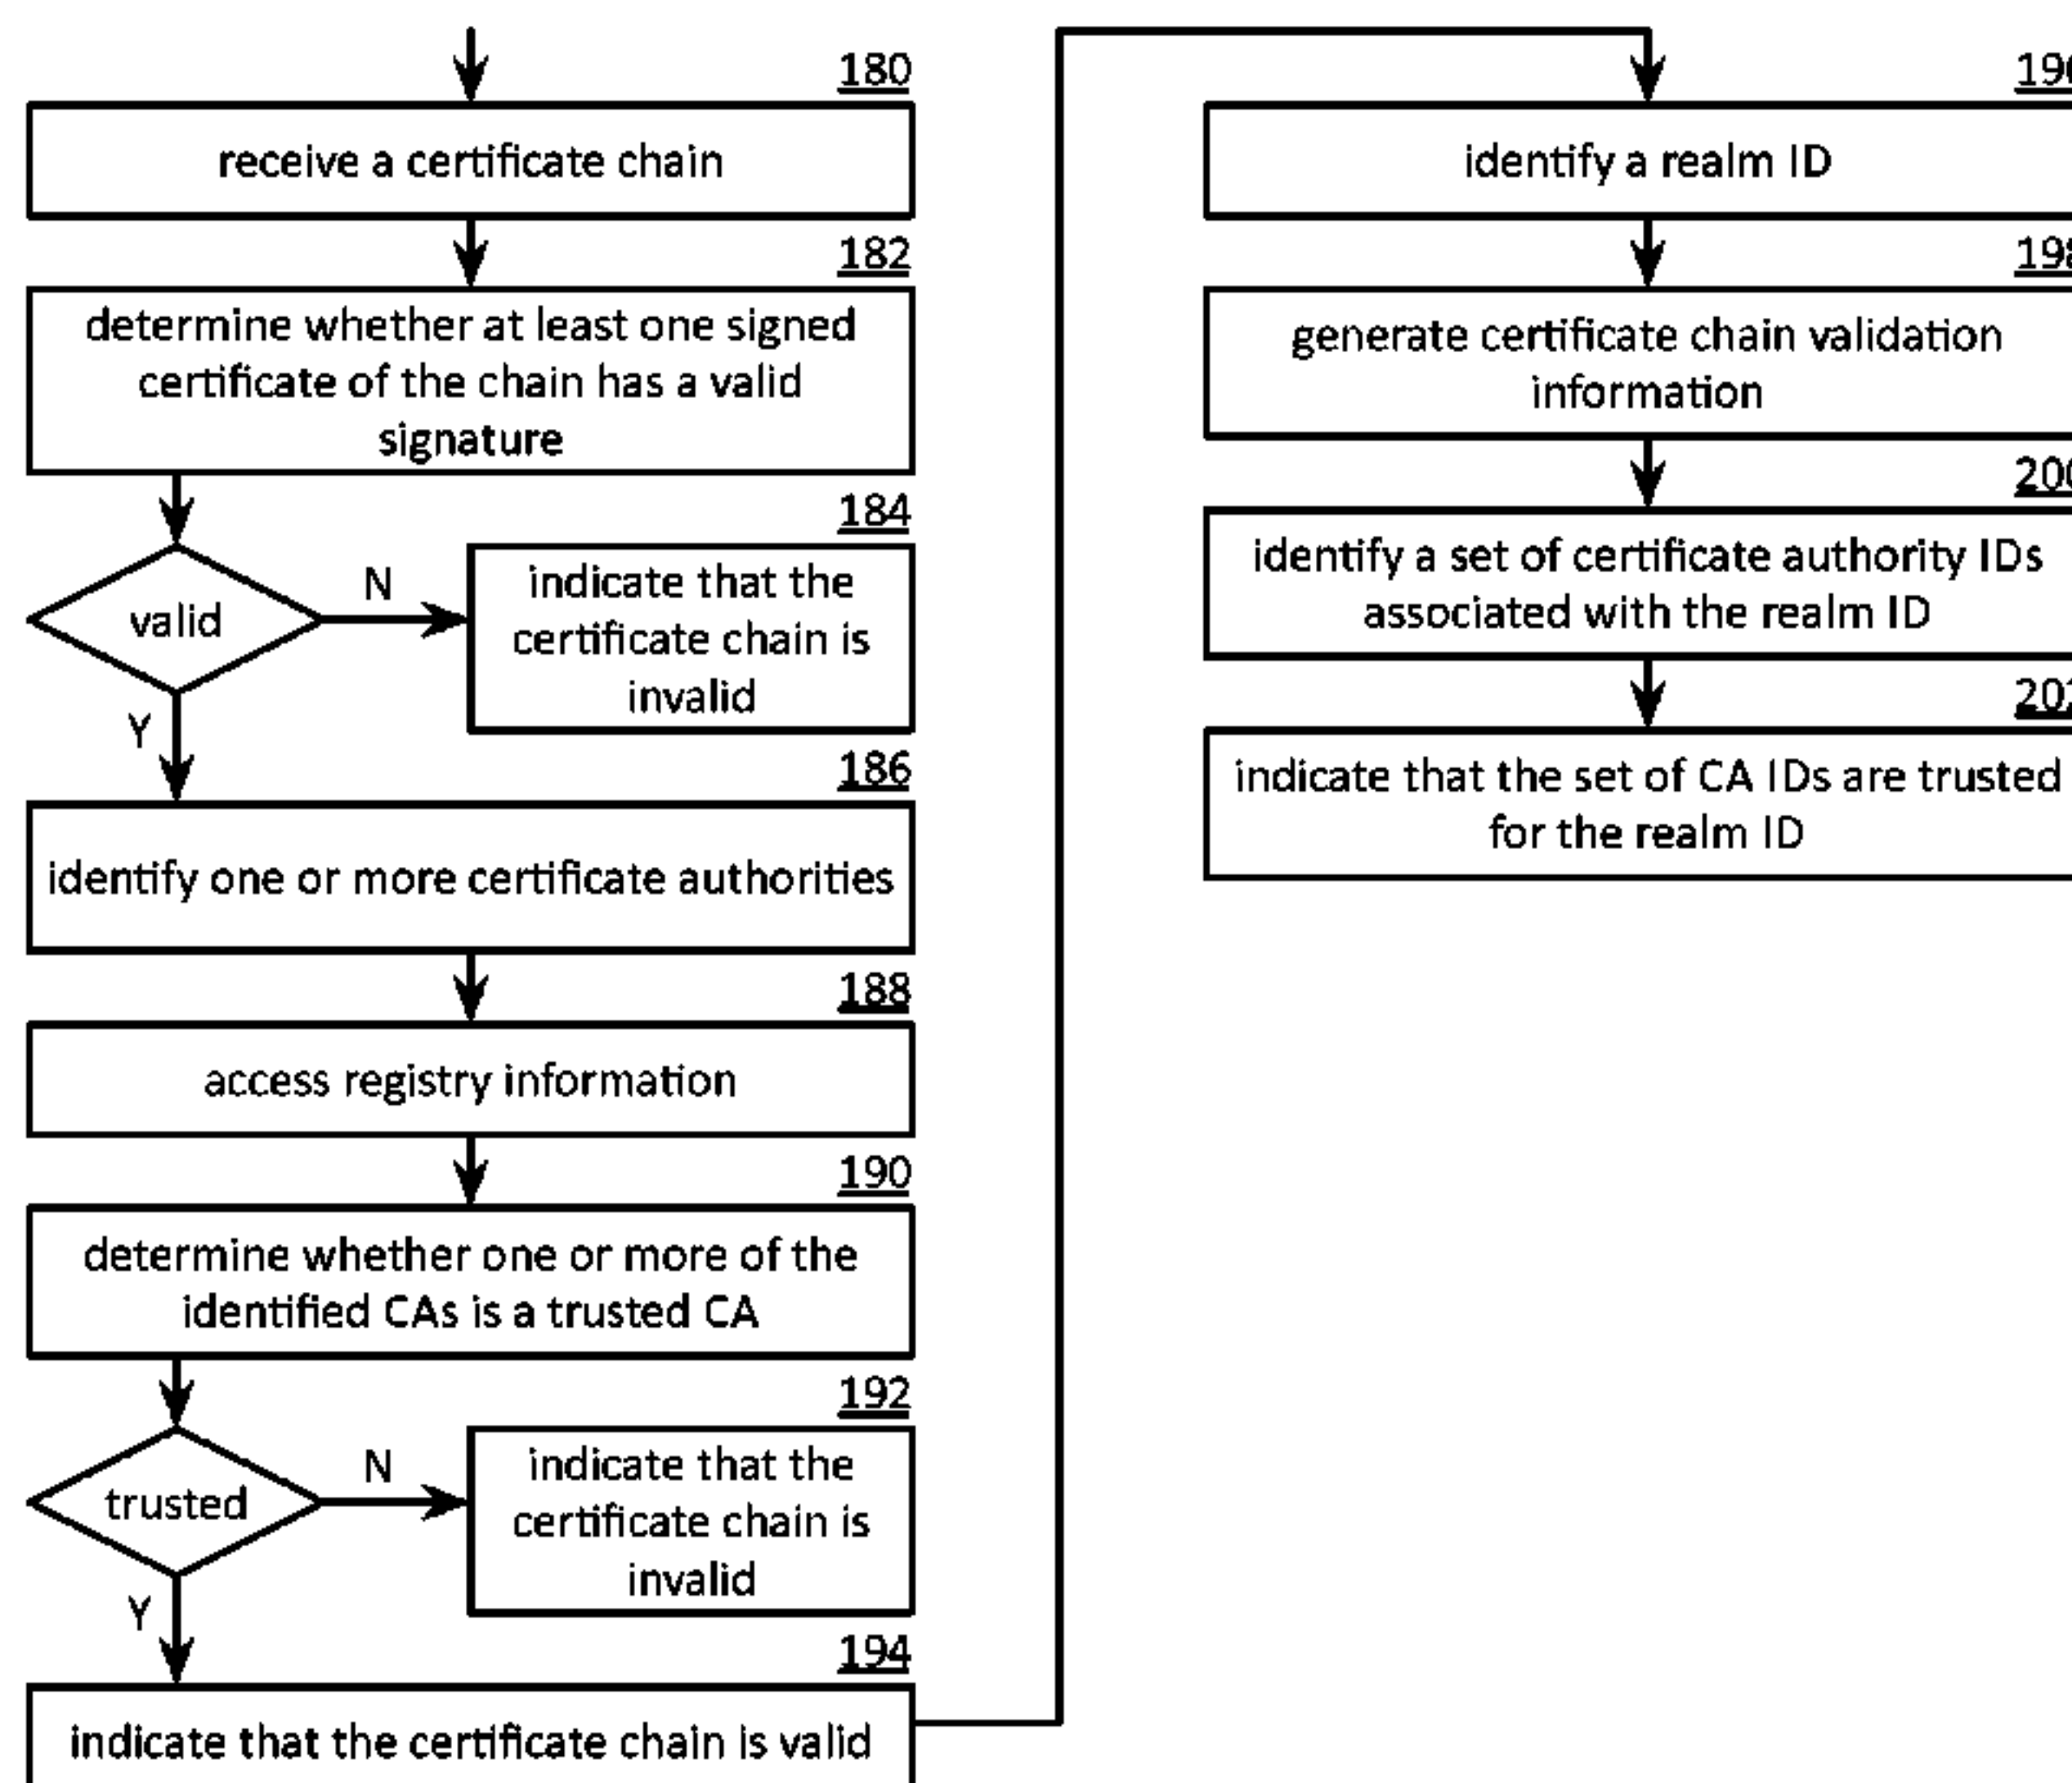 180
receive a certificate chain
182
determine whether at least one signed
certificate of the chain has a valid
signature
valid
N
Y
184
indicate that the
certificate chain is
invalid
186
identify one or more certificate authorities
188
access registry information
190
determine whether one or more of the
identified CAs is a trusted CA
trusted
N
Y
192
indicate that the
certificate chain is
invalid
194
indicate that the certificate chain is valid
identify a realm ID
generate certificate chain validation
information
identify a set of certificate authority IDs
associated with the realm ID
indicate that the set of CA IDs are trusted
for the realm ID